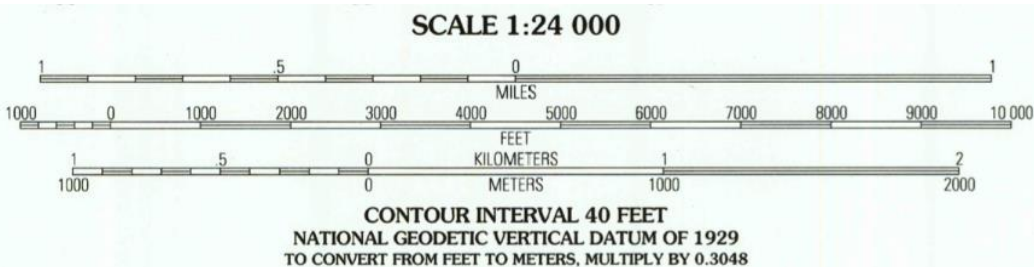 SCALE 1:24 000
1 .5 0 1
MILES
1000 0 1000 2000 3000 4000 5000 6000 7000 8000 9000 10 000
FEET
1 .5 0 KILOMETERS 1 2
1000 0 METERS 1000 2000
CONTOUR INTERVAL 40 FEET
NATIONAL GEODETIC VERTICAL DATUM OF 1929
TO CONVERT FROM FEET TO METERS, MULTIPLY BY 0.3048